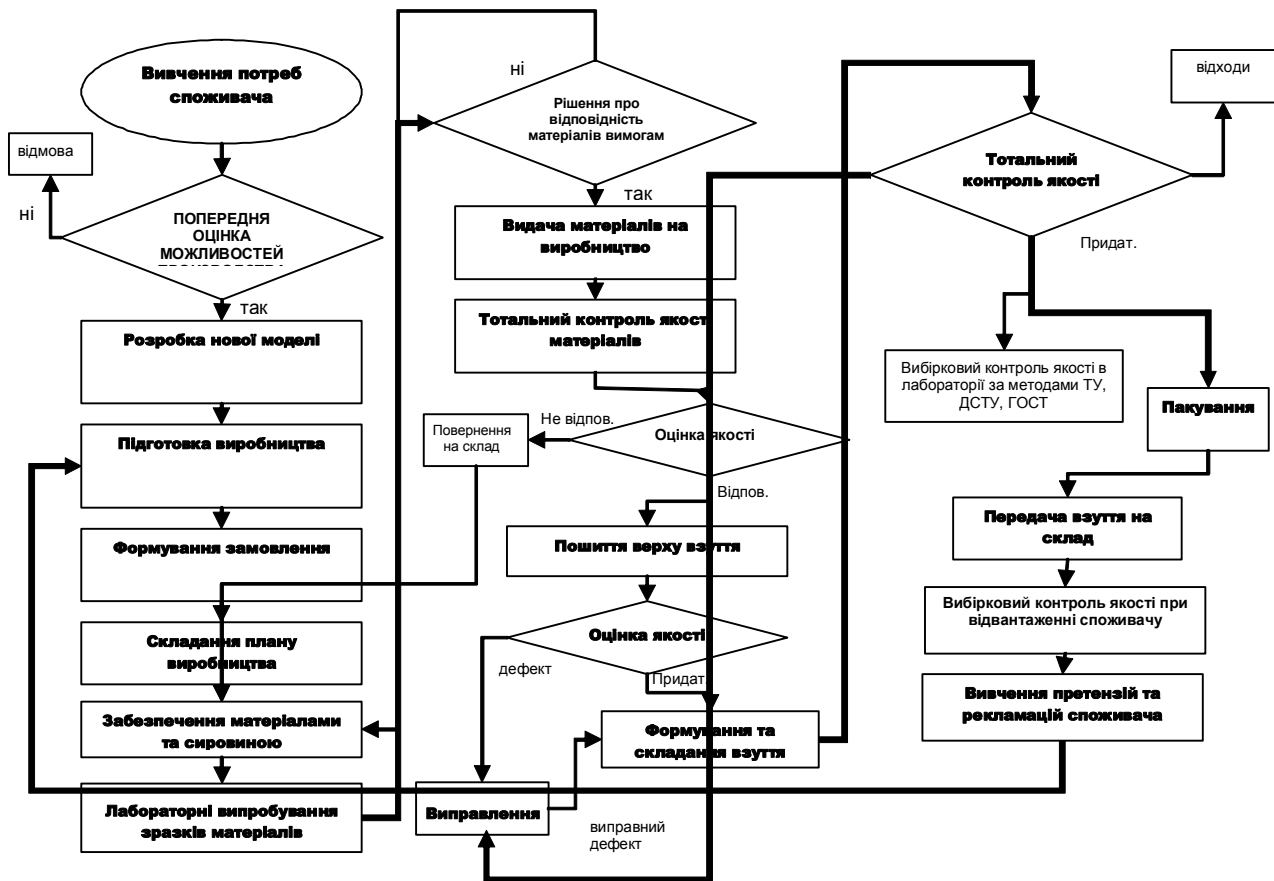 Вивчення потреб
споживача
відмова
ні
ПОПЕРЕДНЯ
ОЦІНКА
МОЖЛИВОСТЕЙ
так
Розробка нової моделі
Підготовка виробництва
Формування замовлення
Складання плану
виробництва
Забезпечення матеріалами
та сировиною
Лабораторні випробування
зразків матеріалів
ні
Рішення про
відповідність
матеріалів вимогам
так
Видача матеріалів на
виробництво
Тотальний контроль якост
матеріалів
Не відпов.
Повернення
на склад
Оцінка якості
Відпов.
Пошиття верху взуття
Оцінка якості
дефект
Придат.
Формування та
складання взуття
Виправлення
виправний
дефект
відходи
Тотальний
контроль якості
Придат.
Вибірковий контроль якості в
лабораторії за методами ТУ,
ДСТУ, ГОСТ
Пакування
Передача взуття на
склад
Вибірковий контроль якості при
відвантаженні споживачу
Вивчення претензій та
рекламацій споживача